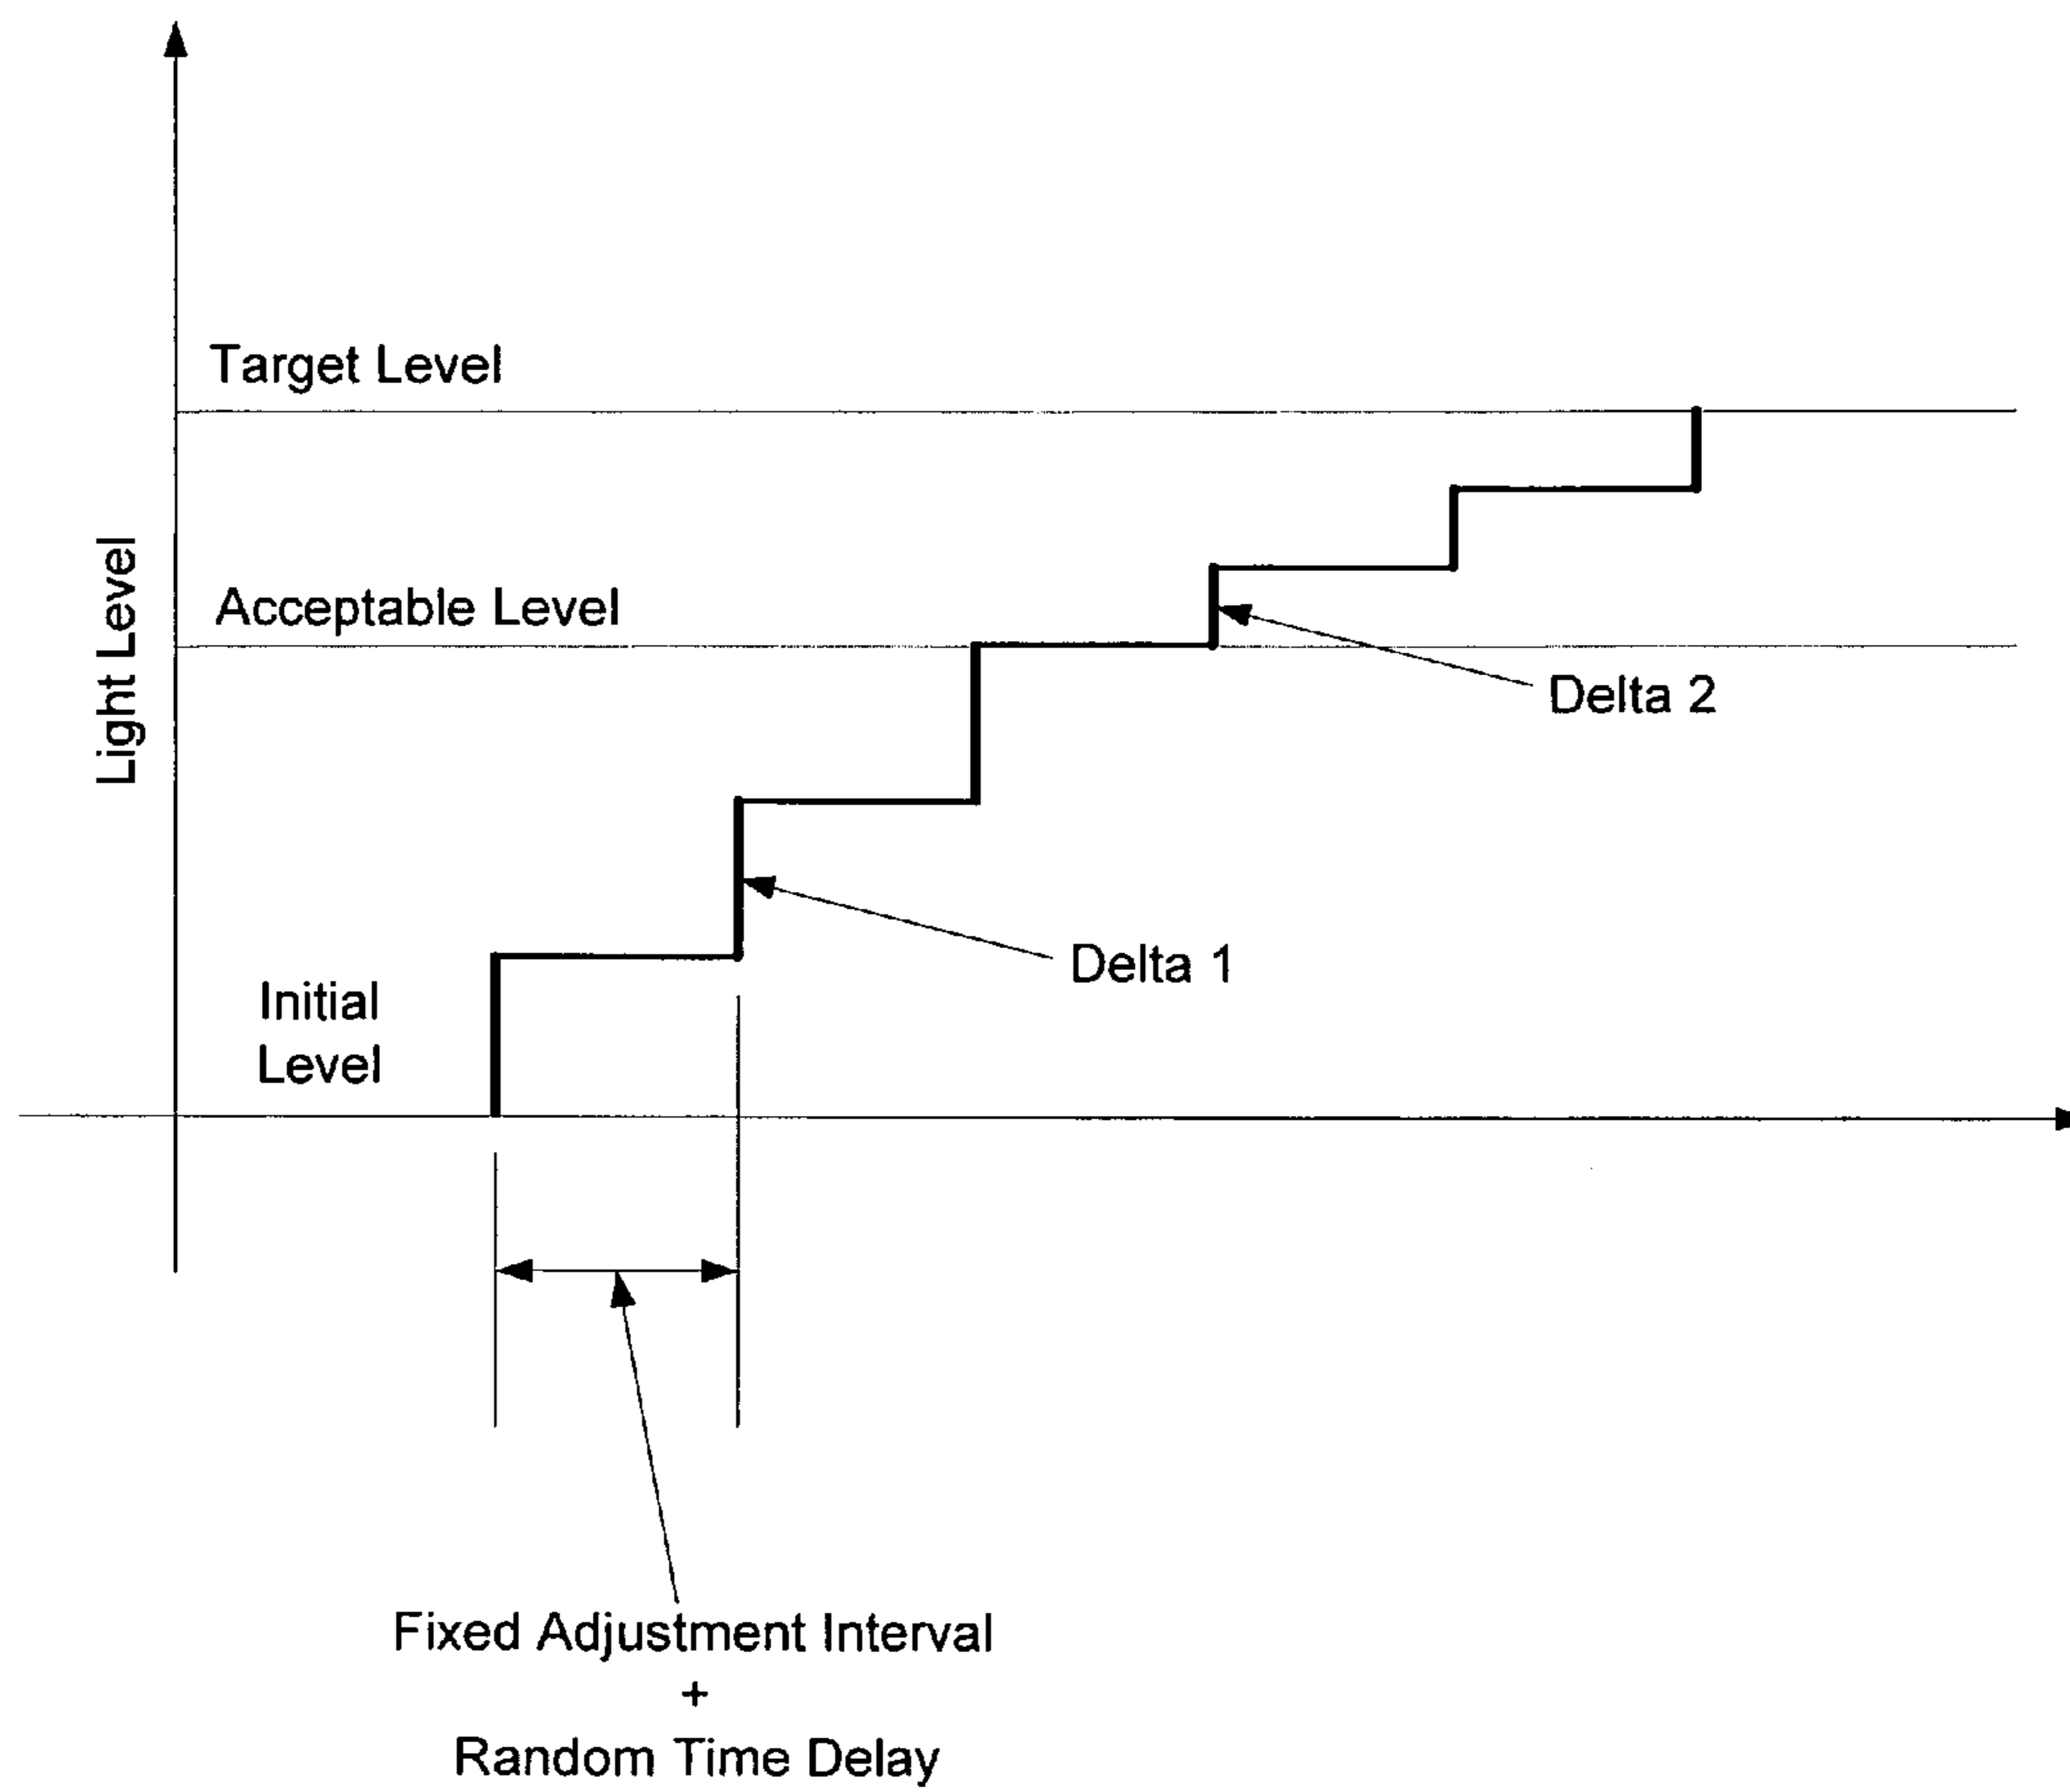 Target Level
Light Level
Acceptable Level
Delta 2
Delta 1
Initial
Level
Fixed Adjustment Interval
+
Random Time Delay